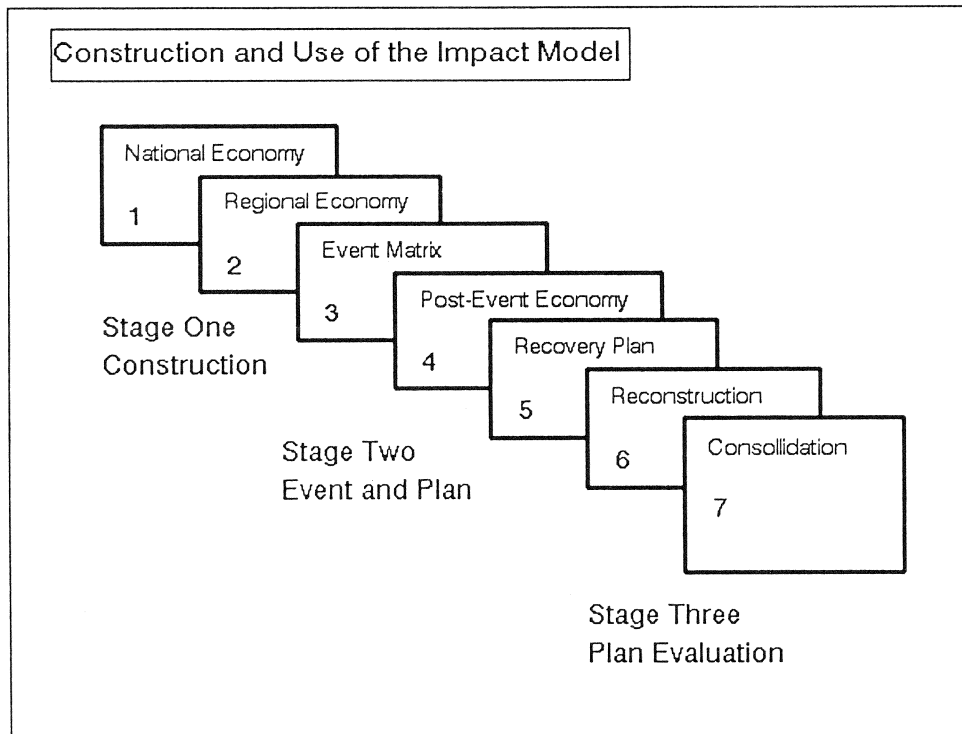 Construction and Use of the Impact Model
National Economy
1
Regional Economy
2
Event Matrix
3
Post-Event Economy
4
Recovery Plan
5
Reconstruction
6
Consollidation
7
Stage One
Construction
Stage Two
Event and Plan
Stage Three
Plan Evaluation